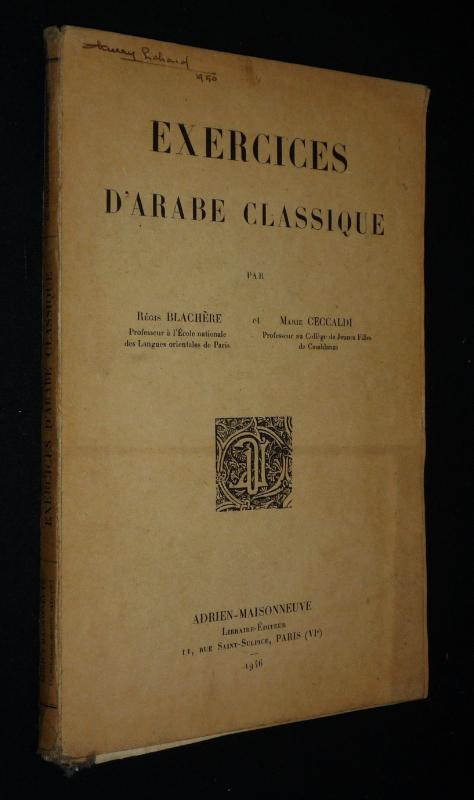 1950
EXERCICES
D'ARABE CLASSIQUE
PAR
RÉGIS BLACHÈRE
Professeur à l'École nationale
des Langues orientales de Paris
et
MARIE CECCALDI
Professeur au Collège de Jeunes Filles
de Casablanca
ADRIEN-MAISONNEUVE
LIBRAIRE-ÉDITEUR
11, RUE SAINT-SULPICE, PARIS (VIe)
1946
EXERCICES D'ARABE CLASSIQUE